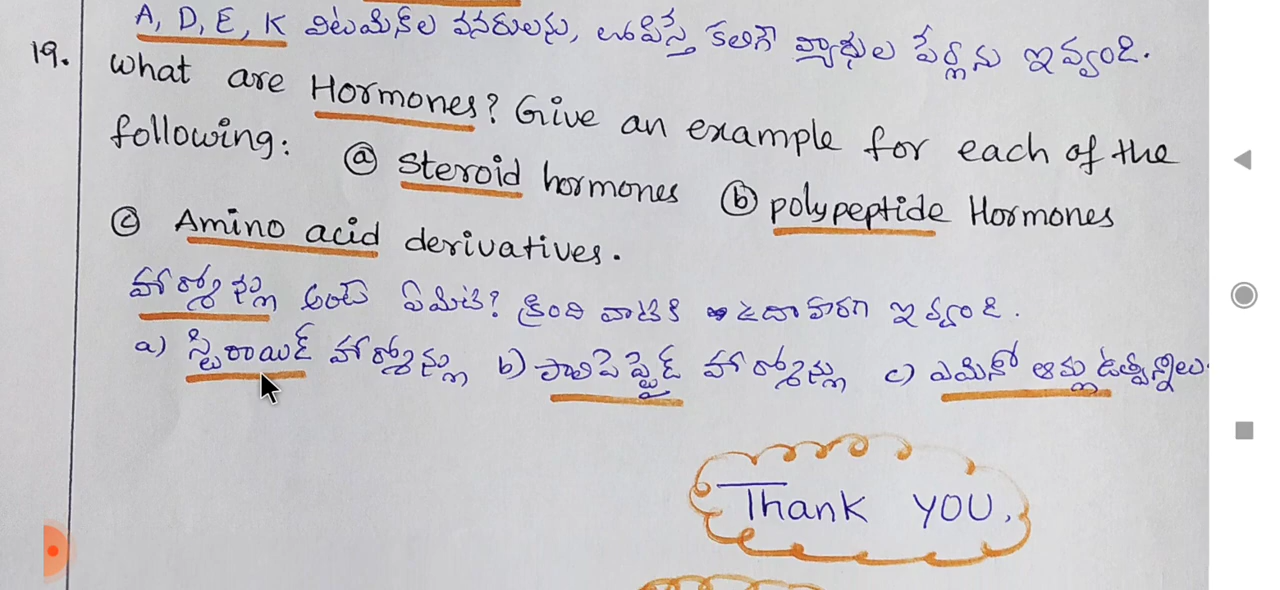 A, D, E, K విటమిన్‌ల వనరులను, లోపిస్తే కలిగే వ్యాధుల పేర్లను ఇవ్వండి.
19. What are Hormones? Give an example for each of the
following: ⓐ Steroid hormones ⓑ polypeptide Hormones
ⓒ Amino acid derivatives.
హార్మోన్లు అంటే ఏమిటి? క్రింది వాటికి ఉదాహరణ ఇవ్వండి.
a) స్టిరాయిడ్ హార్మోన్లు b) పాలిపెప్టైడ్ హార్మోన్లు c) ఎమినో ఆమ్ల ఉత్పన్నాలు.
Thank YOU.